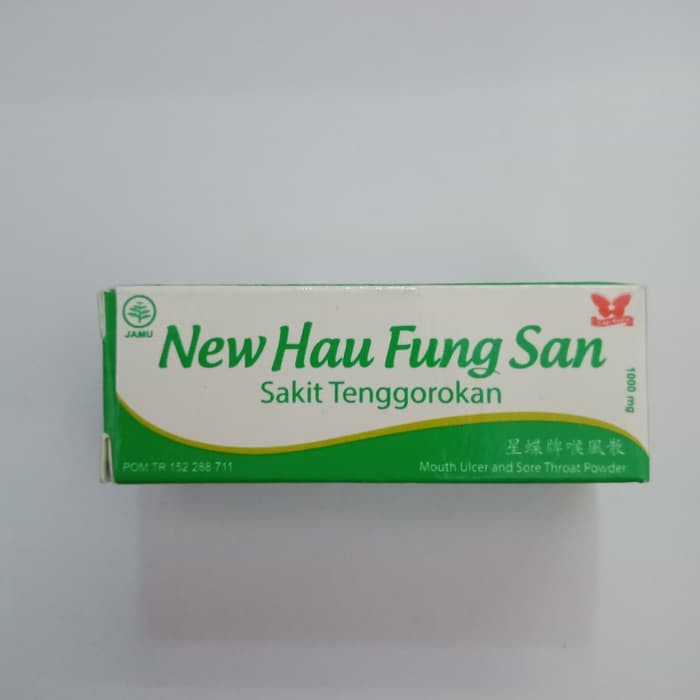 JAMU
New Hau Fung San
Sakit Tenggorokan
1000 mg
星蝶牌喉風散
POM TR 152 288 711
Mouth Ulcer and Sore Throat Powder